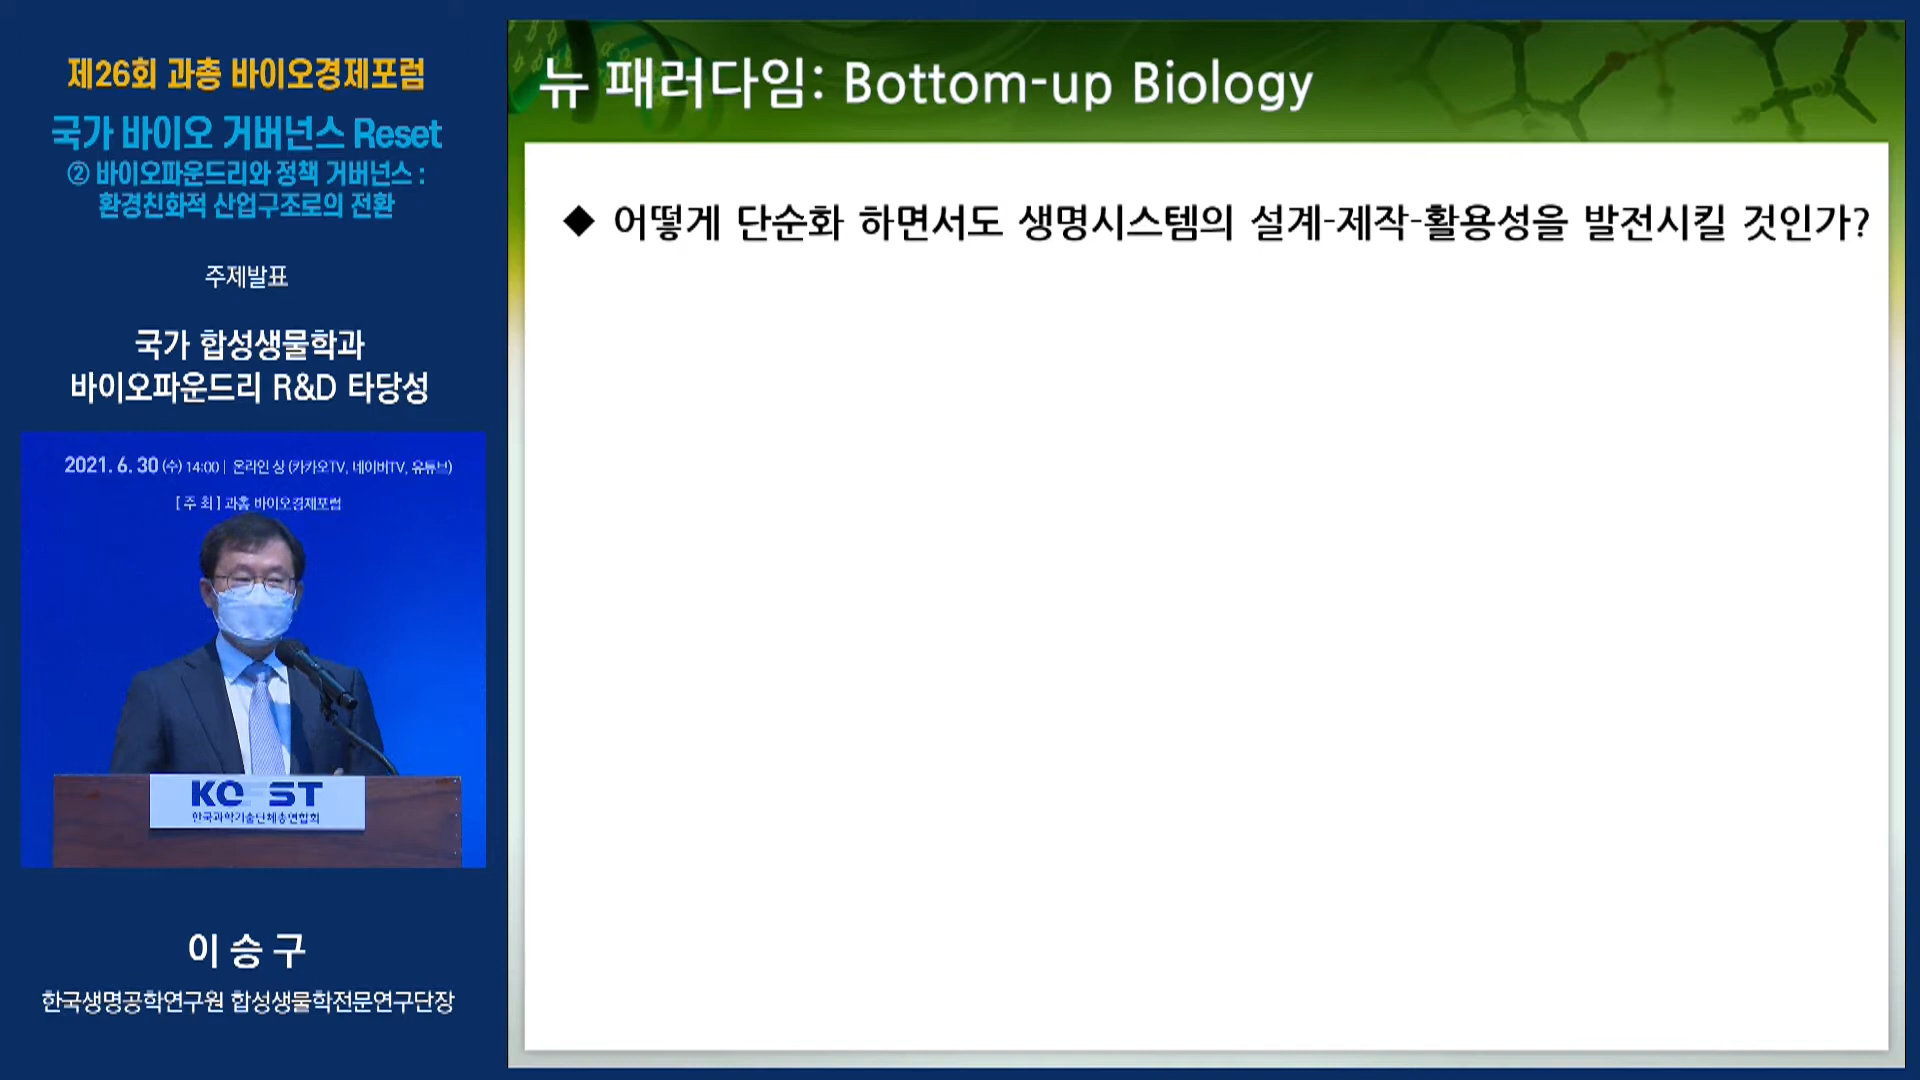 제26회 과총 바이오경제포럼
국가 바이오 거버넌스 Reset
② 바이오파운드리와 정책 거버넌스 :
환경친화적 산업구조로의 전환
주제발표
국가 합성생물학과
바이오파운드리 R&D 타당성
2021. 6. 30 (수) 14:00 | 온라인 상 (카카오TV, 네이버TV, 유튜브)
[ 주 최 ] 과총 바이오경제포럼
KOFST
한국과학기술단체총연합회
이 승 구
한국생명공학연구원 합성생물학전문연구단장
뉴 패러다임: Bottom-up Biology
◆ 어떻게 단순화 하면서도 생명시스템의 설계-제작-활용성을 발전시킬 것인가?